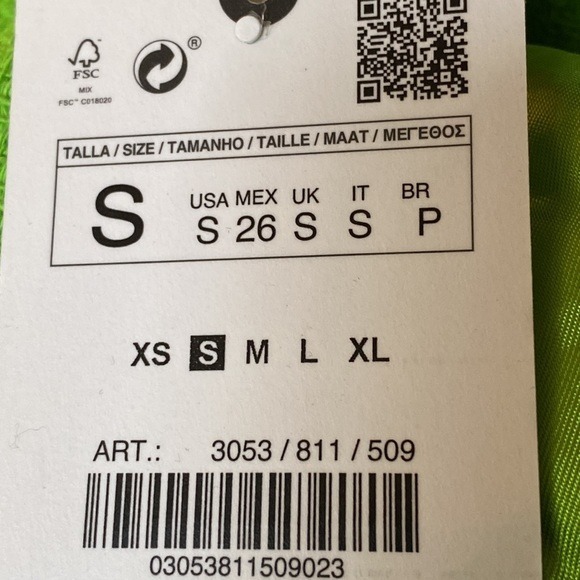 ®
FSC
MIX
FSC™ C018020
TALLA / SIZE / TAMANHO / TAILLE / MAAT / ΜΕΓΕΘΟΣ
USA MEX UK IT BR
S S 26 S S P
XS S M L XL
ART.: 3053 / 811 / 509
03053811509023